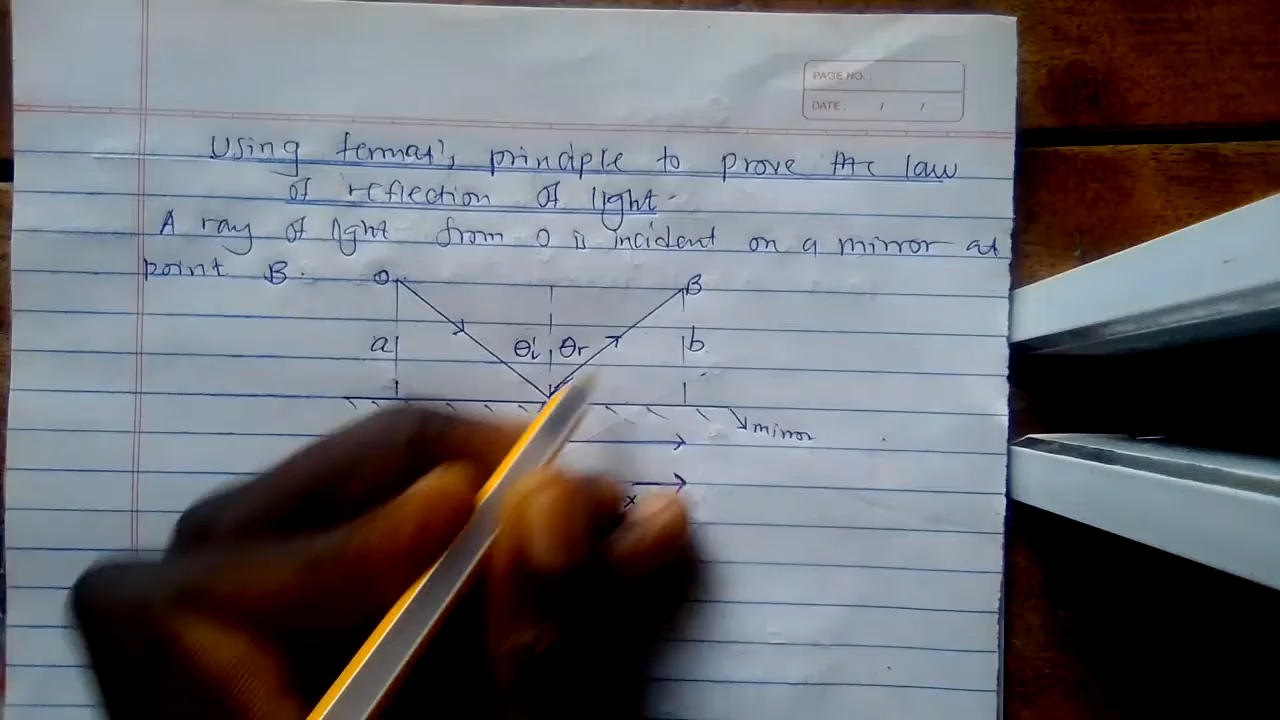 PAGE NO.:
DATE: / /
Using fermat's principle to prove the law
of reflection of light.
A ray of light from O is incident on a mirror at
point B.
O B
a θi θr b
mirror
x